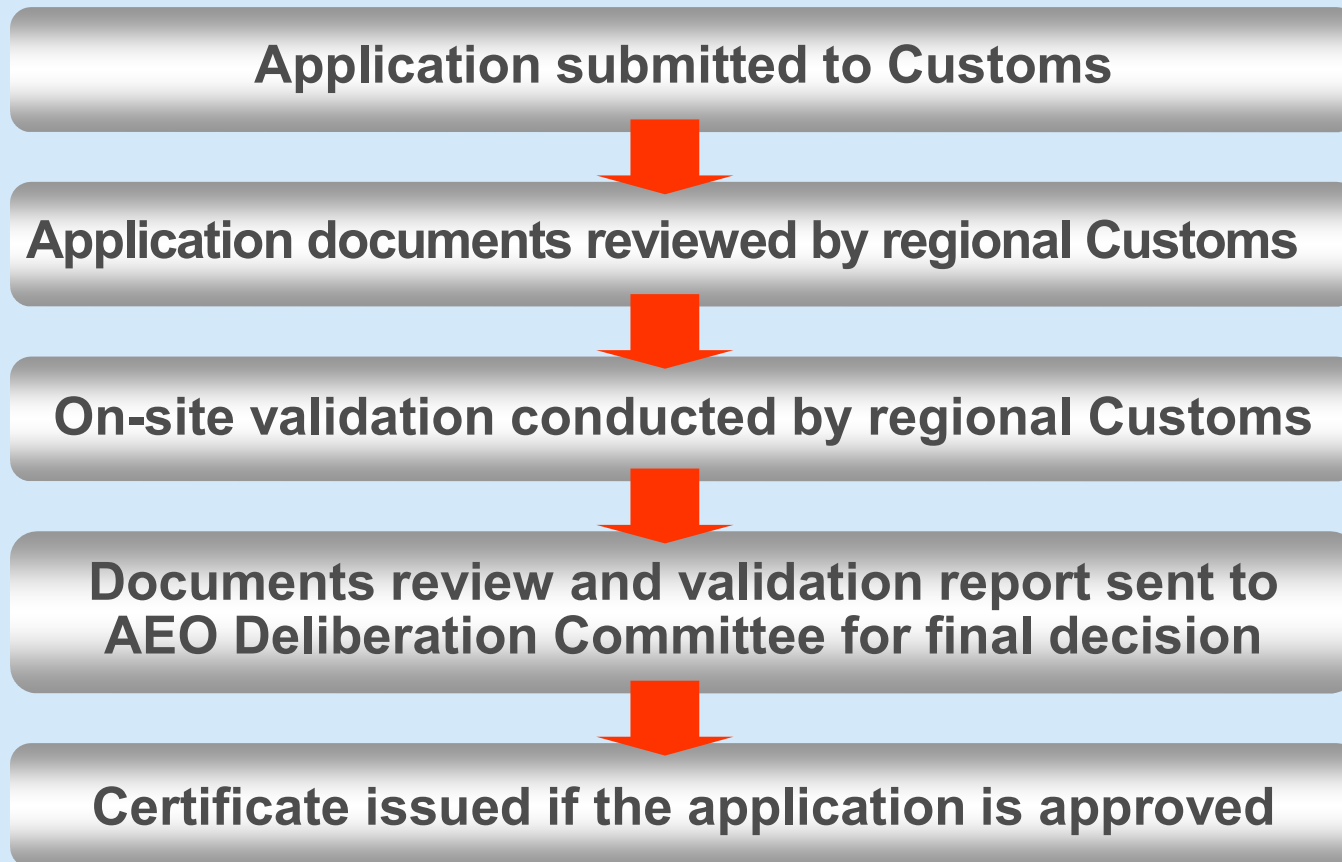 Application submitted to Customs
Application documents reviewed by regional Customs
On-site validation conducted by regional Customs
Documents review and validation report sent to
AEO Deliberation Committee for final decision
Certificate issued if the application is approved